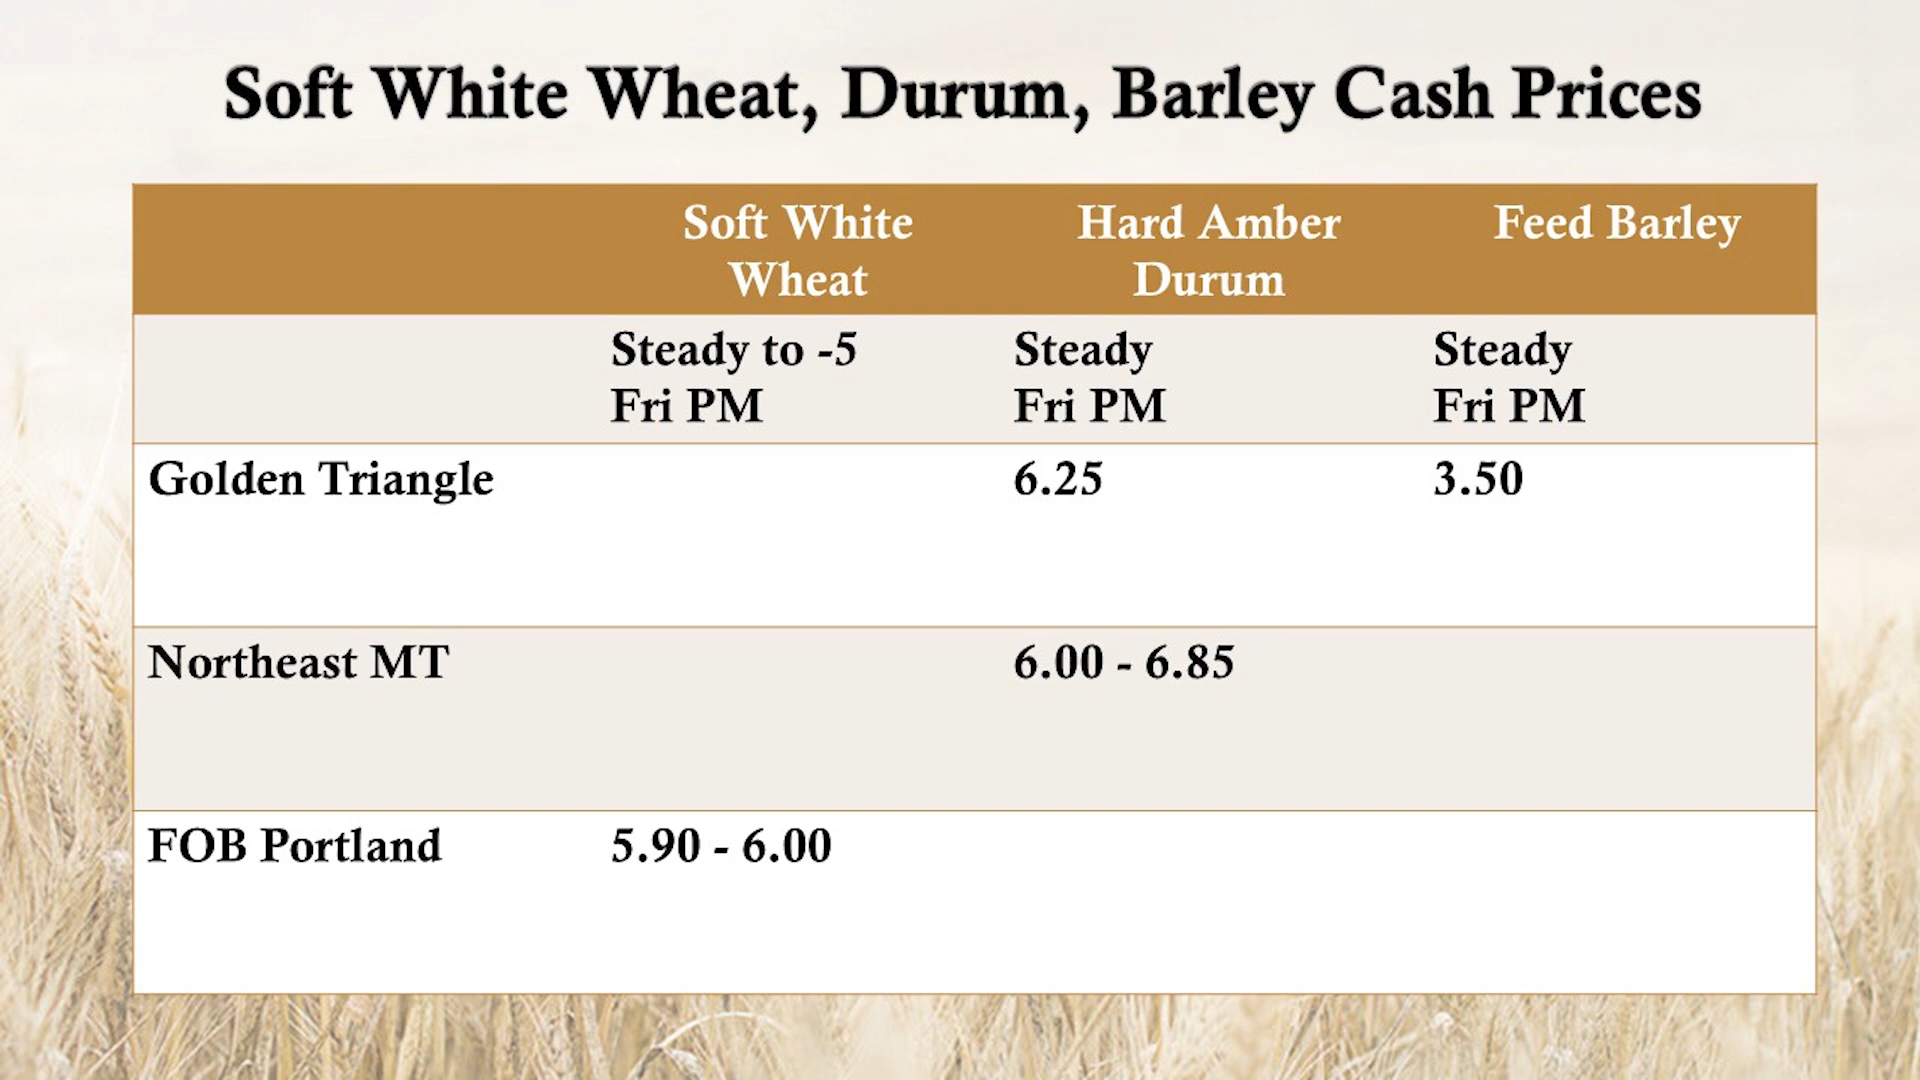 Soft White Wheat, Durum, Barley Cash Prices
Soft White Wheat
Hard Amber Durum
Feed Barley
Steady to -5
Fri PM
Steady
Fri PM
Steady
Fri PM
Golden Triangle
6.25
3.50
Northeast MT
6.00 - 6.85
FOB Portland
5.90 - 6.00